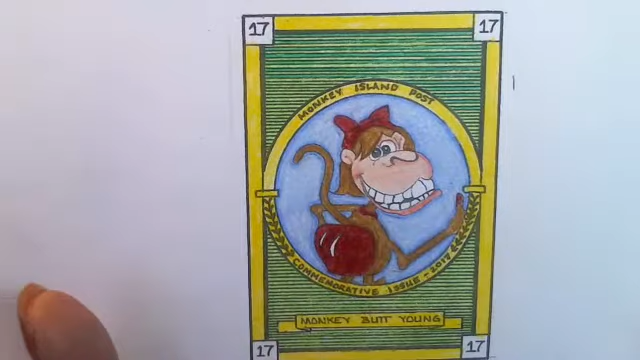 17 17
MONKEY ISLAND POST
COMMEMORATIVE ISSUE - 2017
MONKEY BUTT YOUNG
17 17